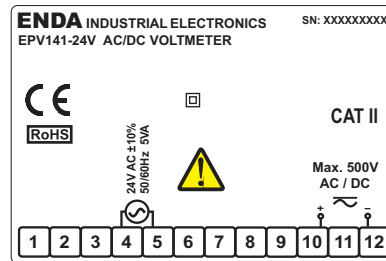 ENDA INDUSTRIAL ELECTRONICS
SN: XXXXXXXXX
EPV141-24V AC/DC VOLTMETER
CE
RoHS
CAT II
24V AC ±10%
50/60Hz 5VA
Max. 500V
AC / DC
+ −
1 2 3 4 5 6 7 8 9 10 11 12